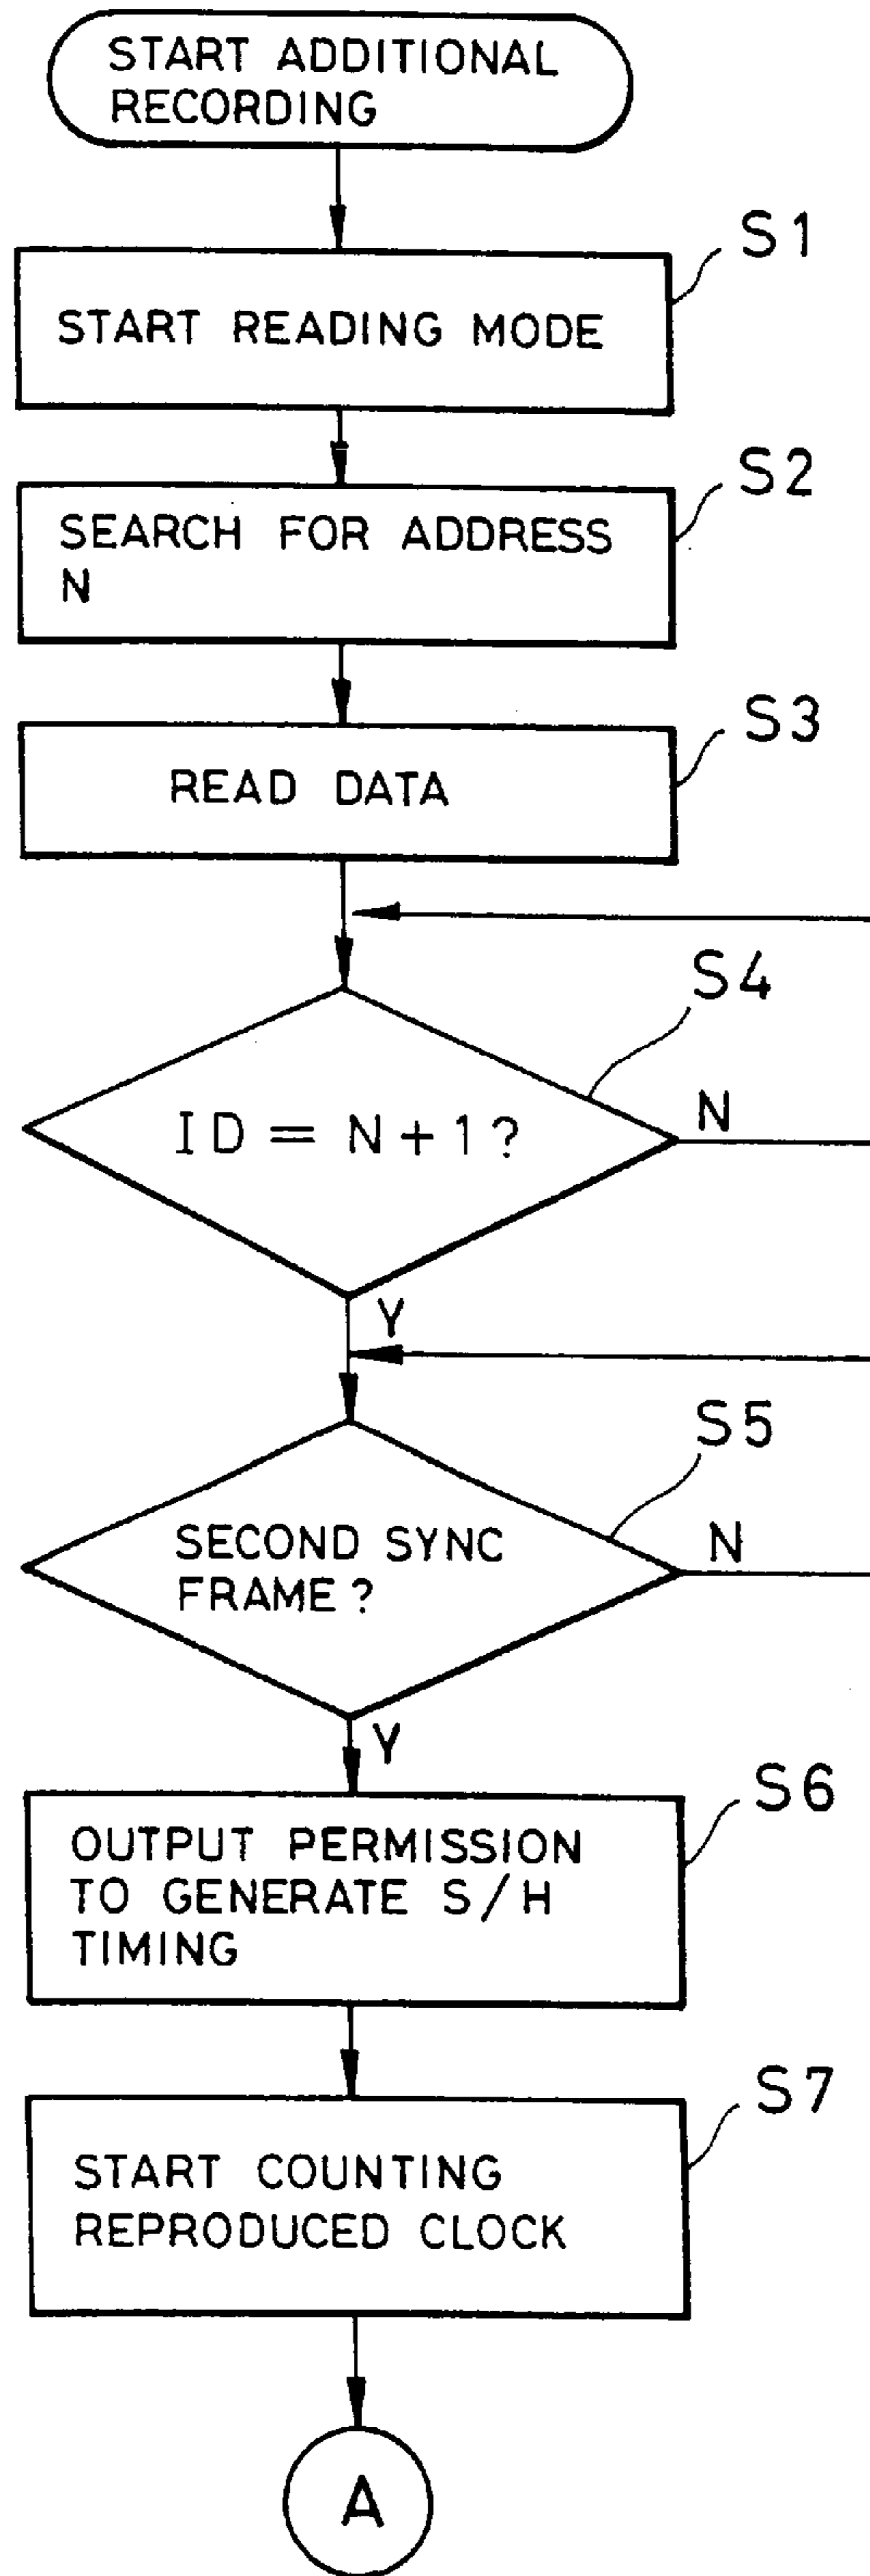 START ADDITIONAL
RECORDING
S1
START READING MODE
S2
SEARCH FOR ADDRESS
N
S3
READ DATA
S4
ID = N+1?
N
Y
S5
SECOND SYNC
FRAME?
N
Y
S6
OUTPUT PERMISSION
TO GENERATE S/H
TIMING
S7
START COUNTING
REPRODUCED CLOCK
A